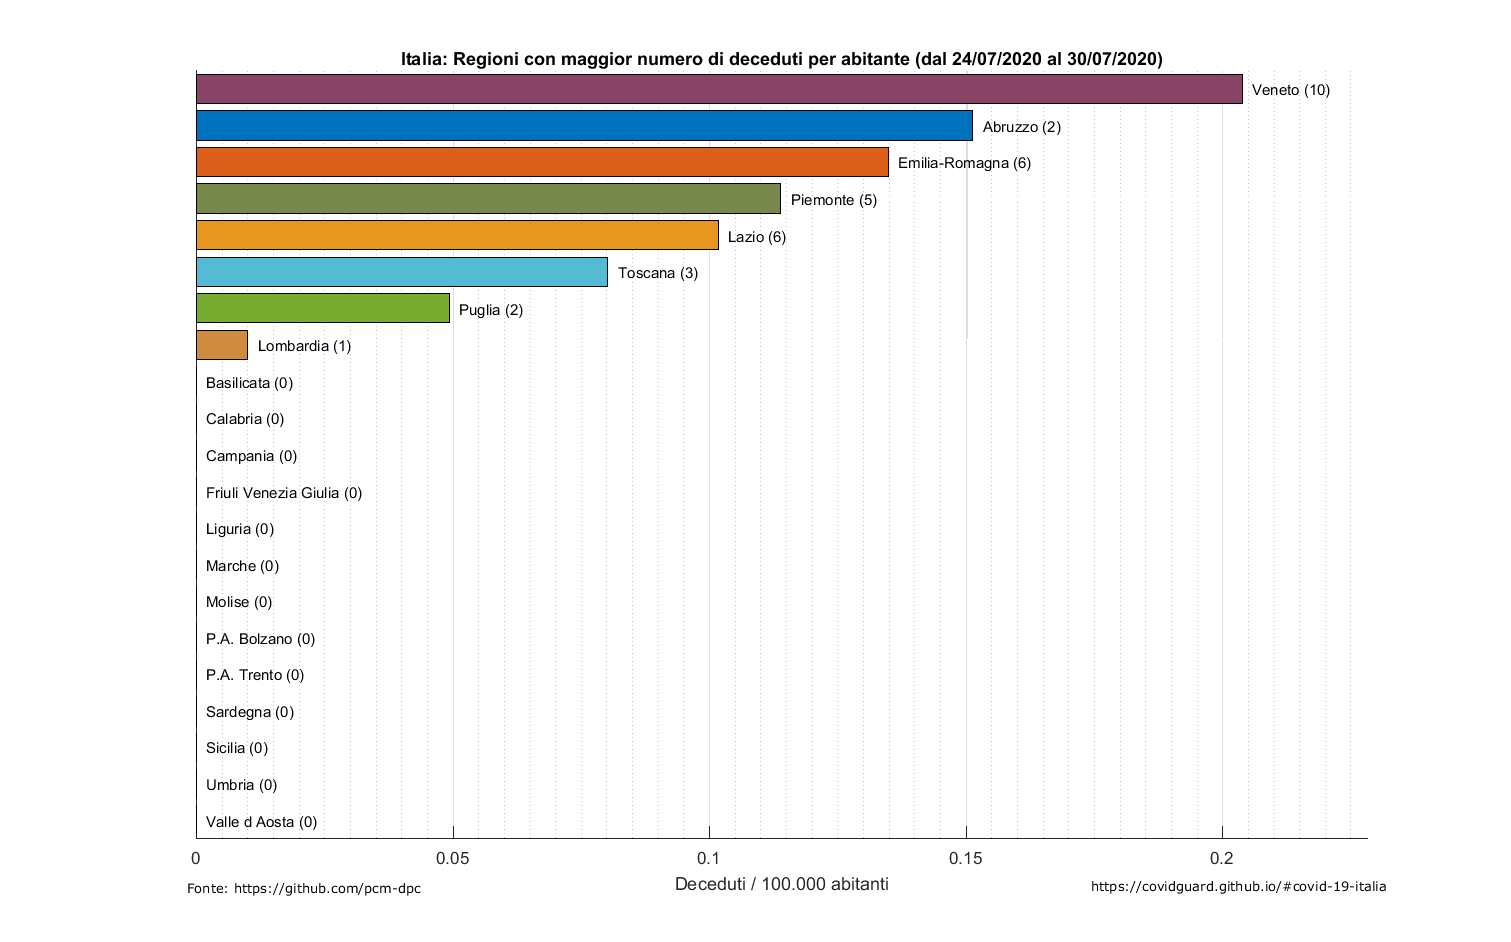 Italia: Regioni con maggior numero di deceduti per abitante (dal 24/07/2020 al 30/07/2020)
Veneto (10)
Abruzzo (2)
Emilia-Romagna (6)
Piemonte (5)
Lazio (6)
Toscana (3)
Puglia (2)
Lombardia (1)
Basilicata (0)
Calabria (0)
Campania (0)
Friuli Venezia Giulia (0)
Liguria (0)
Marche (0)
Molise (0)
P.A. Bolzano (0)
P.A. Trento (0)
Sardegna (0)
Sicilia (0)
Umbria (0)
Valle d Aosta (0)
0 0.05 0.1 0.15 0.2
Deceduti / 100.000 abitanti
Fonte: https://github.com/pcm-dpc
https://covidguard.github.io/#covid-19-italia